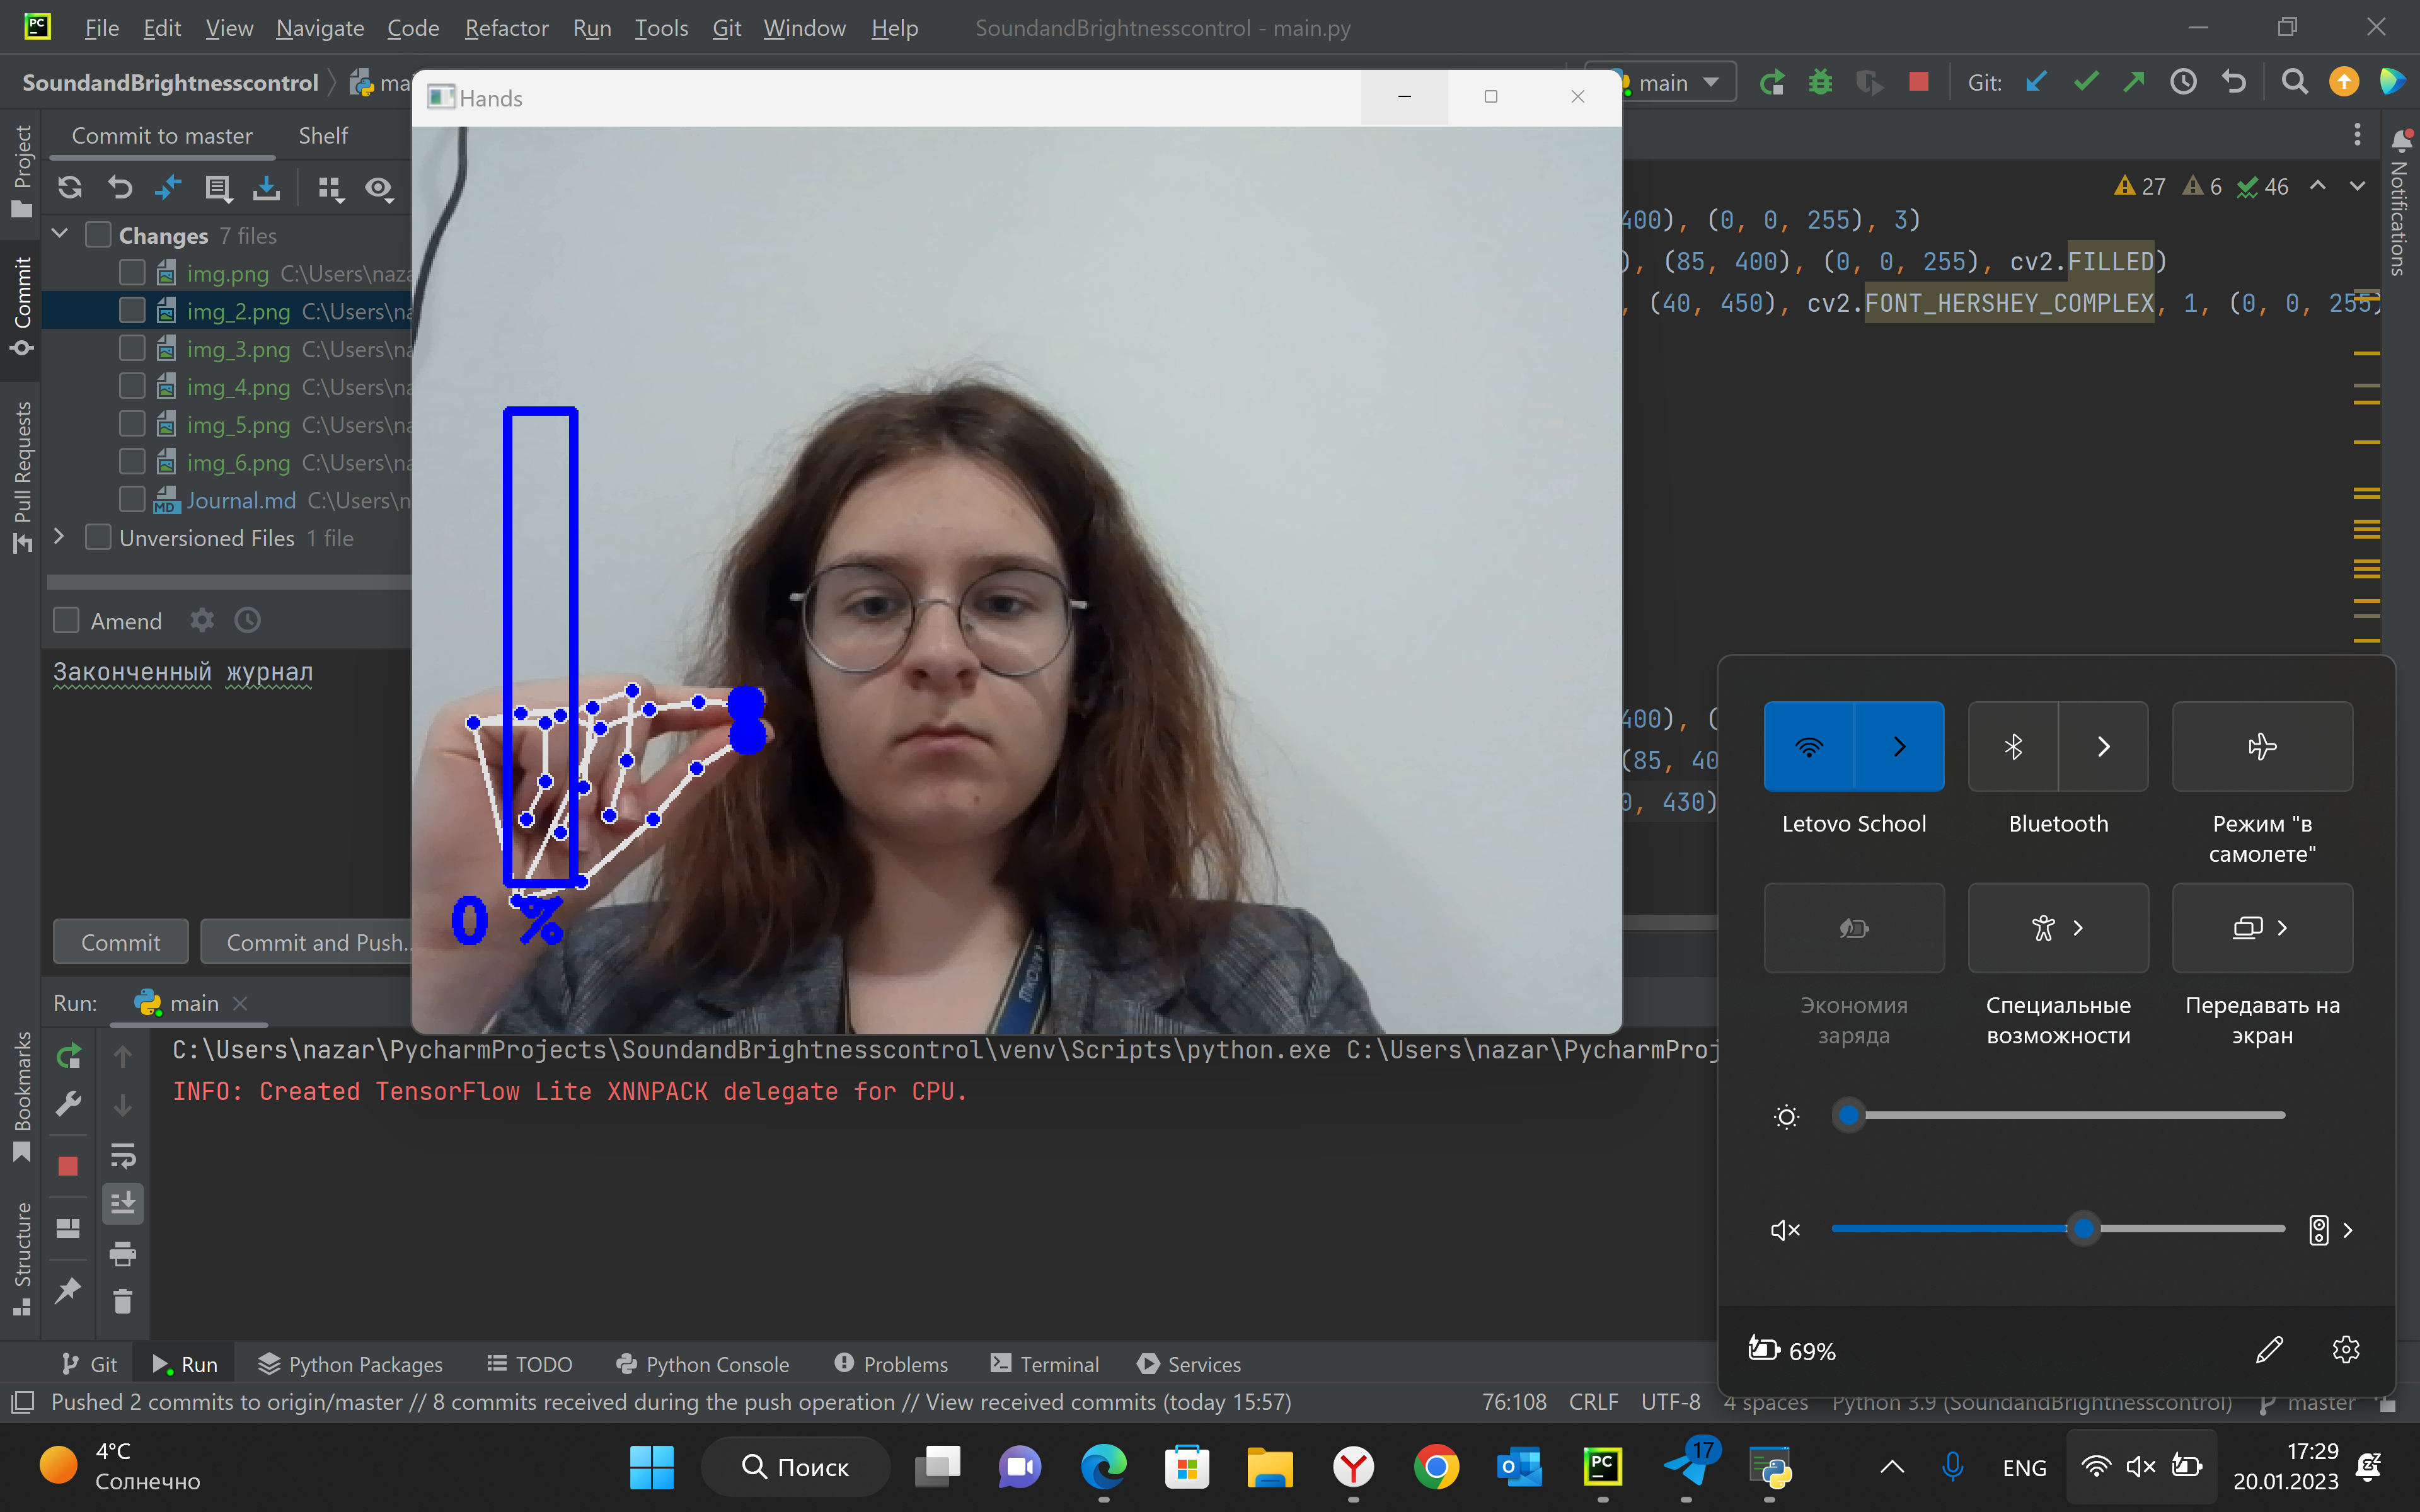 PC File Edit View Navigate Code Refactor Run Tools Git Window Help SoundandBrightnesscontrol - main.py
SoundandBrightnesscontrol
main Git:
Hands
Commit to master Shelf
27 6 46
Project
Commit
Pull Requests
Bookmarks
Structure
Notifications
Changes 7 files
img.png C:\Users\naza
img_2.png C:\Users\na
img_3.png C:\Users\na
img_4.png C:\Users\na
img_5.png C:\Users\na
img_6.png C:\Users\na
MD Journal.md C:\Users\n
Unversioned Files 1 file
Amend
Законченный журнал
Commit Commit and Push..
400), (0, 0, 255), 3)
), (85, 400), (0, 0, 255), cv2.FILLED)
, (40, 450), cv2.FONT_HERSHEY_COMPLEX, 1, (0, 0, 255)
400), (
(85, 40
0, 430)
0 %
Run: main
C:\Users\nazar\PycharmProjects\SoundandBrightnesscontrol\venv\Scripts\python.exe C:\Users\nazar\PycharmProj
INFO: Created TensorFlow Lite XNNPACK delegate for CPU.
Letovo School
Bluetooth
Режим "в
самолете"
Экономия
заряда
Специальные
возможности
Передавать на
экран
69%
Git Run Python Packages TODO Python Console Problems Terminal Services
Pushed 2 commits to origin/master // 8 commits received during the push operation // View received commits (today 15:57)
76:108 CRLF UTF-8 4 spaces Python 3.9 (SoundandBrightnesscontrol) master
4°C
Солнечно
Поиск
PC
17
ENG
17:29
20.01.2023